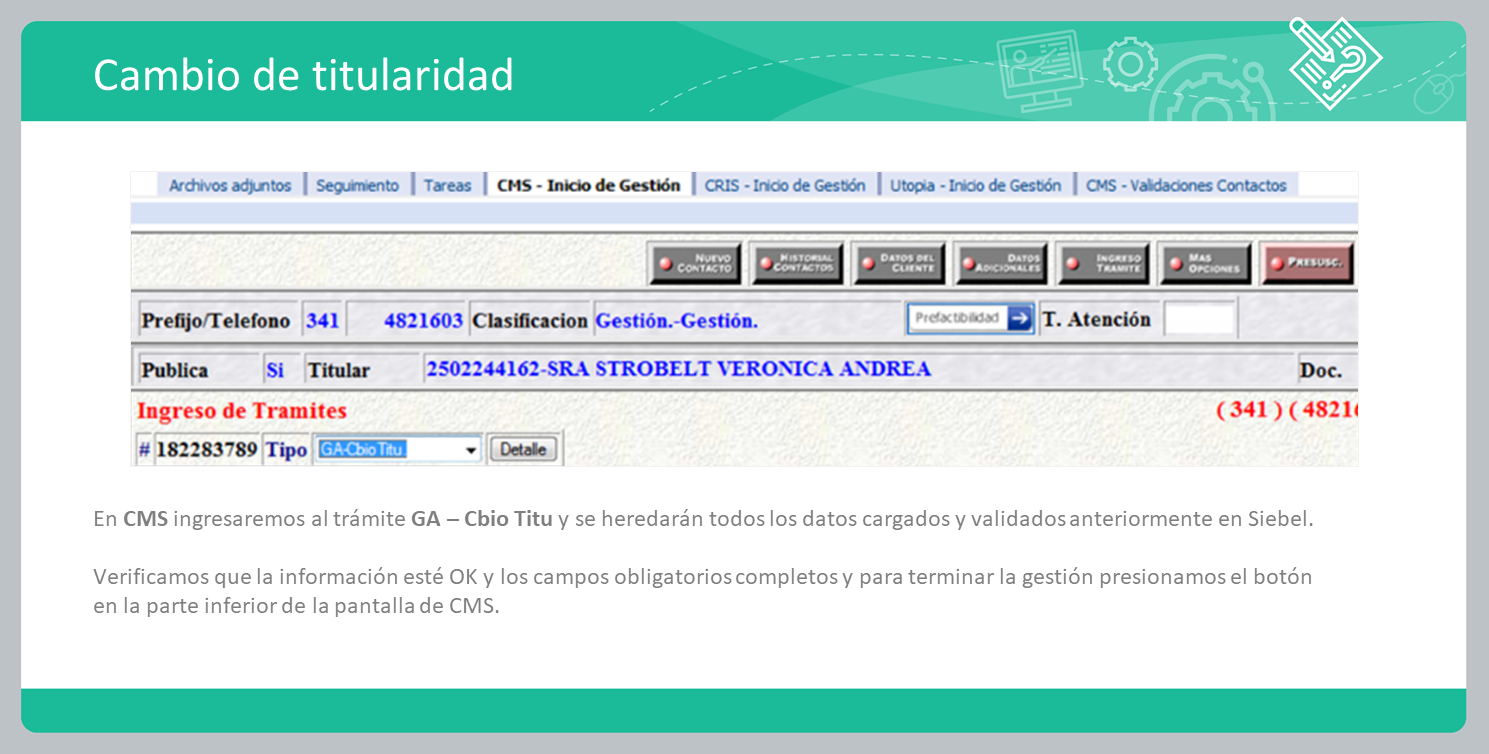 Cambio de titularidad
Archivos adjuntos Seguimiento Tareas CMS - Inicio de Gestión CRIS - Inicio de Gestión Utopia - Inicio de Gestión CMS - Validaciones Contactos
NUEVO CONTACTO HISTORIAL CONTACTOS DATOS DEL CLIENTE DATOS ADICIONALES INGRESO TRAMITE MAS OPCIONES PRESUSC.
Prefijo/Telefono 341 4821603 Clasificacion Gestión.-Gestión. Prefactibilidad T. Atención
Publica Si Titular 2502244162-SRA STROBELT VERONICA ANDREA Doc.
Ingreso de Tramites ( 341 ) ( 4821
# 182283789 Tipo GA-Cbio Titu Detalle
En CMS ingresaremos al trámite GA – Cbio Titu y se heredarán todos los datos cargados y validados anteriormente en Siebel.
Verificamos que la información esté OK y los campos obligatorios completos y para terminar la gestión presionamos el botón
en la parte inferior de la pantalla de CMS.